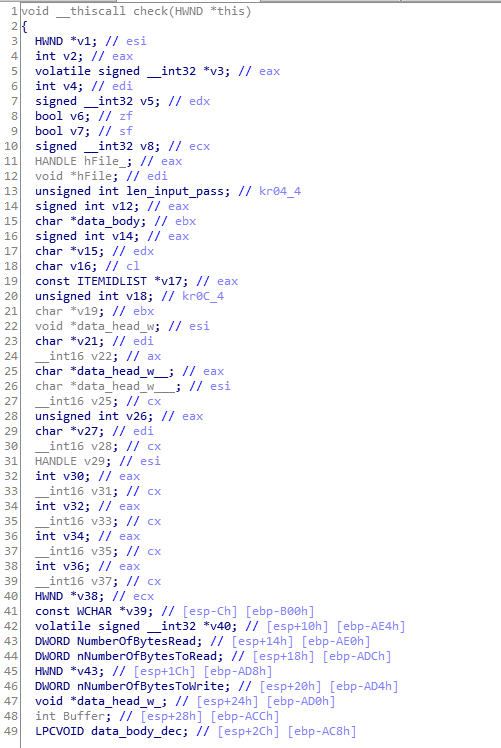 1 void __thiscall check(HWND *this)
2 {
3 HWND *v1; // esi
4 int v2; // eax
5 volatile signed __int32 *v3; // eax
6 int v4; // edi
7 signed __int32 v5; // edx
8 bool v6; // zf
9 bool v7; // sf
10 signed __int32 v8; // ecx
11 HANDLE hFile_; // eax
12 void *hFile; // edi
13 unsigned int len_input_pass; // kr04_4
14 signed int v12; // eax
15 char *data_body; // ebx
16 signed int v14; // eax
17 char *v15; // edx
18 char v16; // cl
19 const ITEMIDLIST *v17; // eax
20 unsigned int v18; // kr0C_4
21 char *v19; // ebx
22 void *data_head_w; // esi
23 char *v21; // edi
24 __int16 v22; // ax
25 char *data_head_w__; // eax
26 char *data_head_w___; // esi
27 __int16 v25; // cx
28 unsigned int v26; // eax
29 char *v27; // edi
30 __int16 v28; // cx
31 HANDLE v29; // esi
32 int v30; // eax
33 __int16 v31; // cx
34 int v32; // eax
35 __int16 v33; // cx
36 int v34; // eax
37 __int16 v35; // cx
38 int v36; // eax
39 __int16 v37; // cx
40 HWND *v38; // ecx
41 const WCHAR *v39; // [esp-Ch] [ebp-B00h]
42 volatile signed __int32 *v40; // [esp+10h] [ebp-AE4h]
43 DWORD NumberOfBytesRead; // [esp+14h] [ebp-AE0h]
44 DWORD nNumberOfBytesToRead; // [esp+18h] [ebp-ADCh]
45 HWND *v43; // [esp+1Ch] [ebp-AD8h]
46 DWORD nNumberOfBytesToWrite; // [esp+20h] [ebp-AD4h]
47 void *data_head_w_; // [esp+24h] [ebp-AD0h]
48 int Buffer; // [esp+28h] [ebp-ACCh]
49 LPCVOID data_body_dec; // [esp+2Ch] [ebp-AC8h]